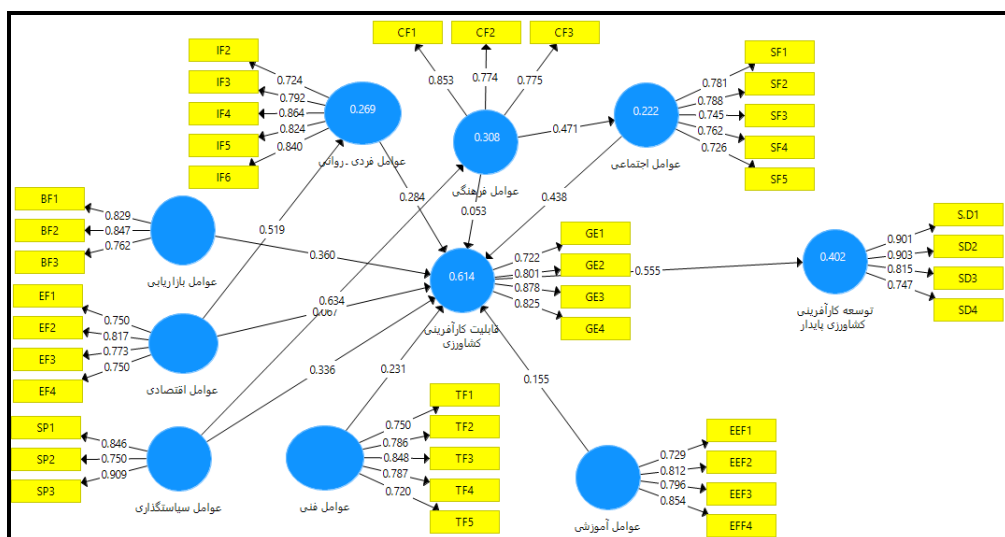 CF1
CF2
CF3
0.853
0.774
0.775
0.308
عوامل فرهنگی
IF2
IF3
IF4
IF5
IF6
0.724
0.792
0.864
0.824
0.840
0.269
عوامل فردی ـ روانی
SF1
SF2
SF3
SF4
SF5
0.781
0.788
0.745
0.762
0.726
0.222
عوامل اجتماعی
0.471
0.284
0.053
0.438
BF1
BF2
BF3
0.829
0.847
0.762
عوامل بازاریابی
0.519
0.360
0.634
0.067
GE1
GE2
GE3
GE4
0.722
0.801
0.878
0.825
0.614
قابلیت کارآفرینی
کشاورزی
0.555
S.D1
SD2
SD3
SD4
0.901
0.903
0.815
0.747
0.402
توسعه کارآفرینی
کشاورزی پایدار
EF1
EF2
EF3
EF4
0.750
0.817
0.773
0.750
عوامل اقتصادی
0.336
0.231
0.155
SP1
SP2
SP3
0.846
0.750
0.909
عوامل سیاستگذاری
TF1
TF2
TF3
TF4
TF5
0.750
0.786
0.848
0.787
0.720
عوامل فنی
EEF1
EEF2
EEF3
EFF4
0.729
0.812
0.796
0.854
عوامل آموزشی